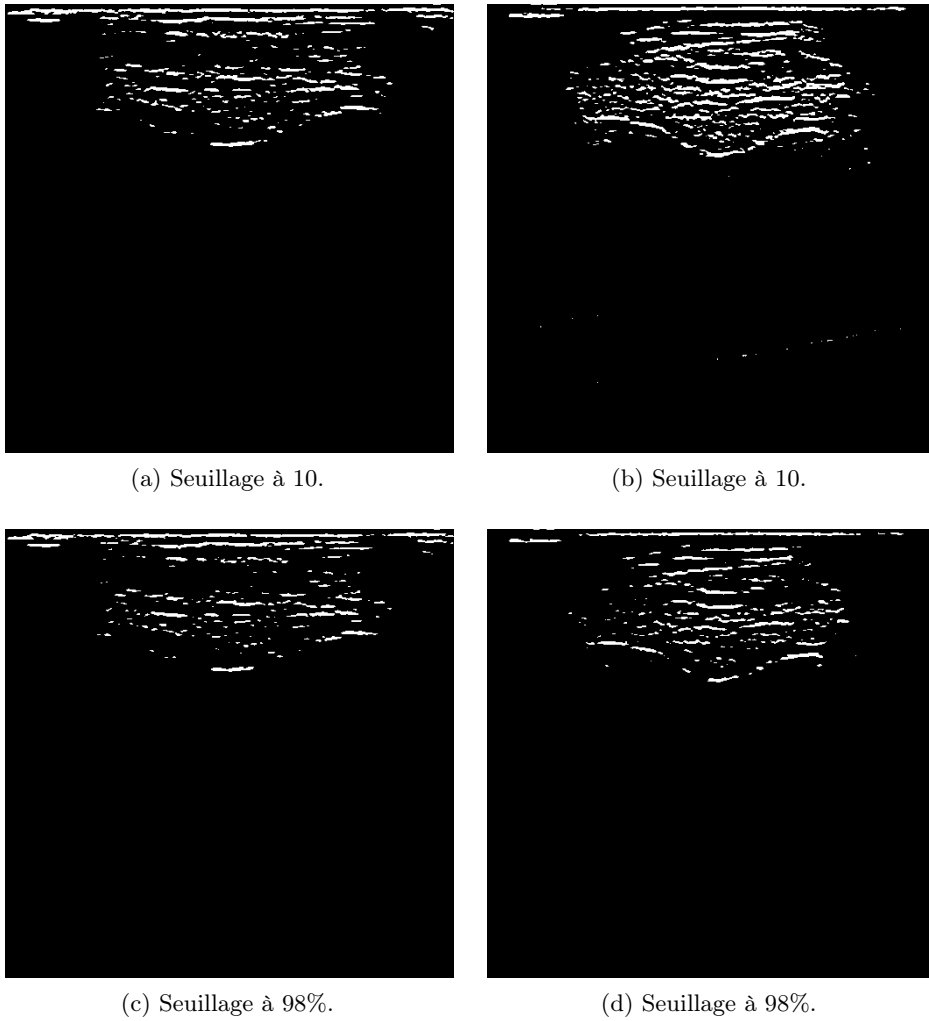 (a) Seuillage à 10.
(b) Seuillage à 10.
(c) Seuillage à 98%.
(d) Seuillage à 98%.